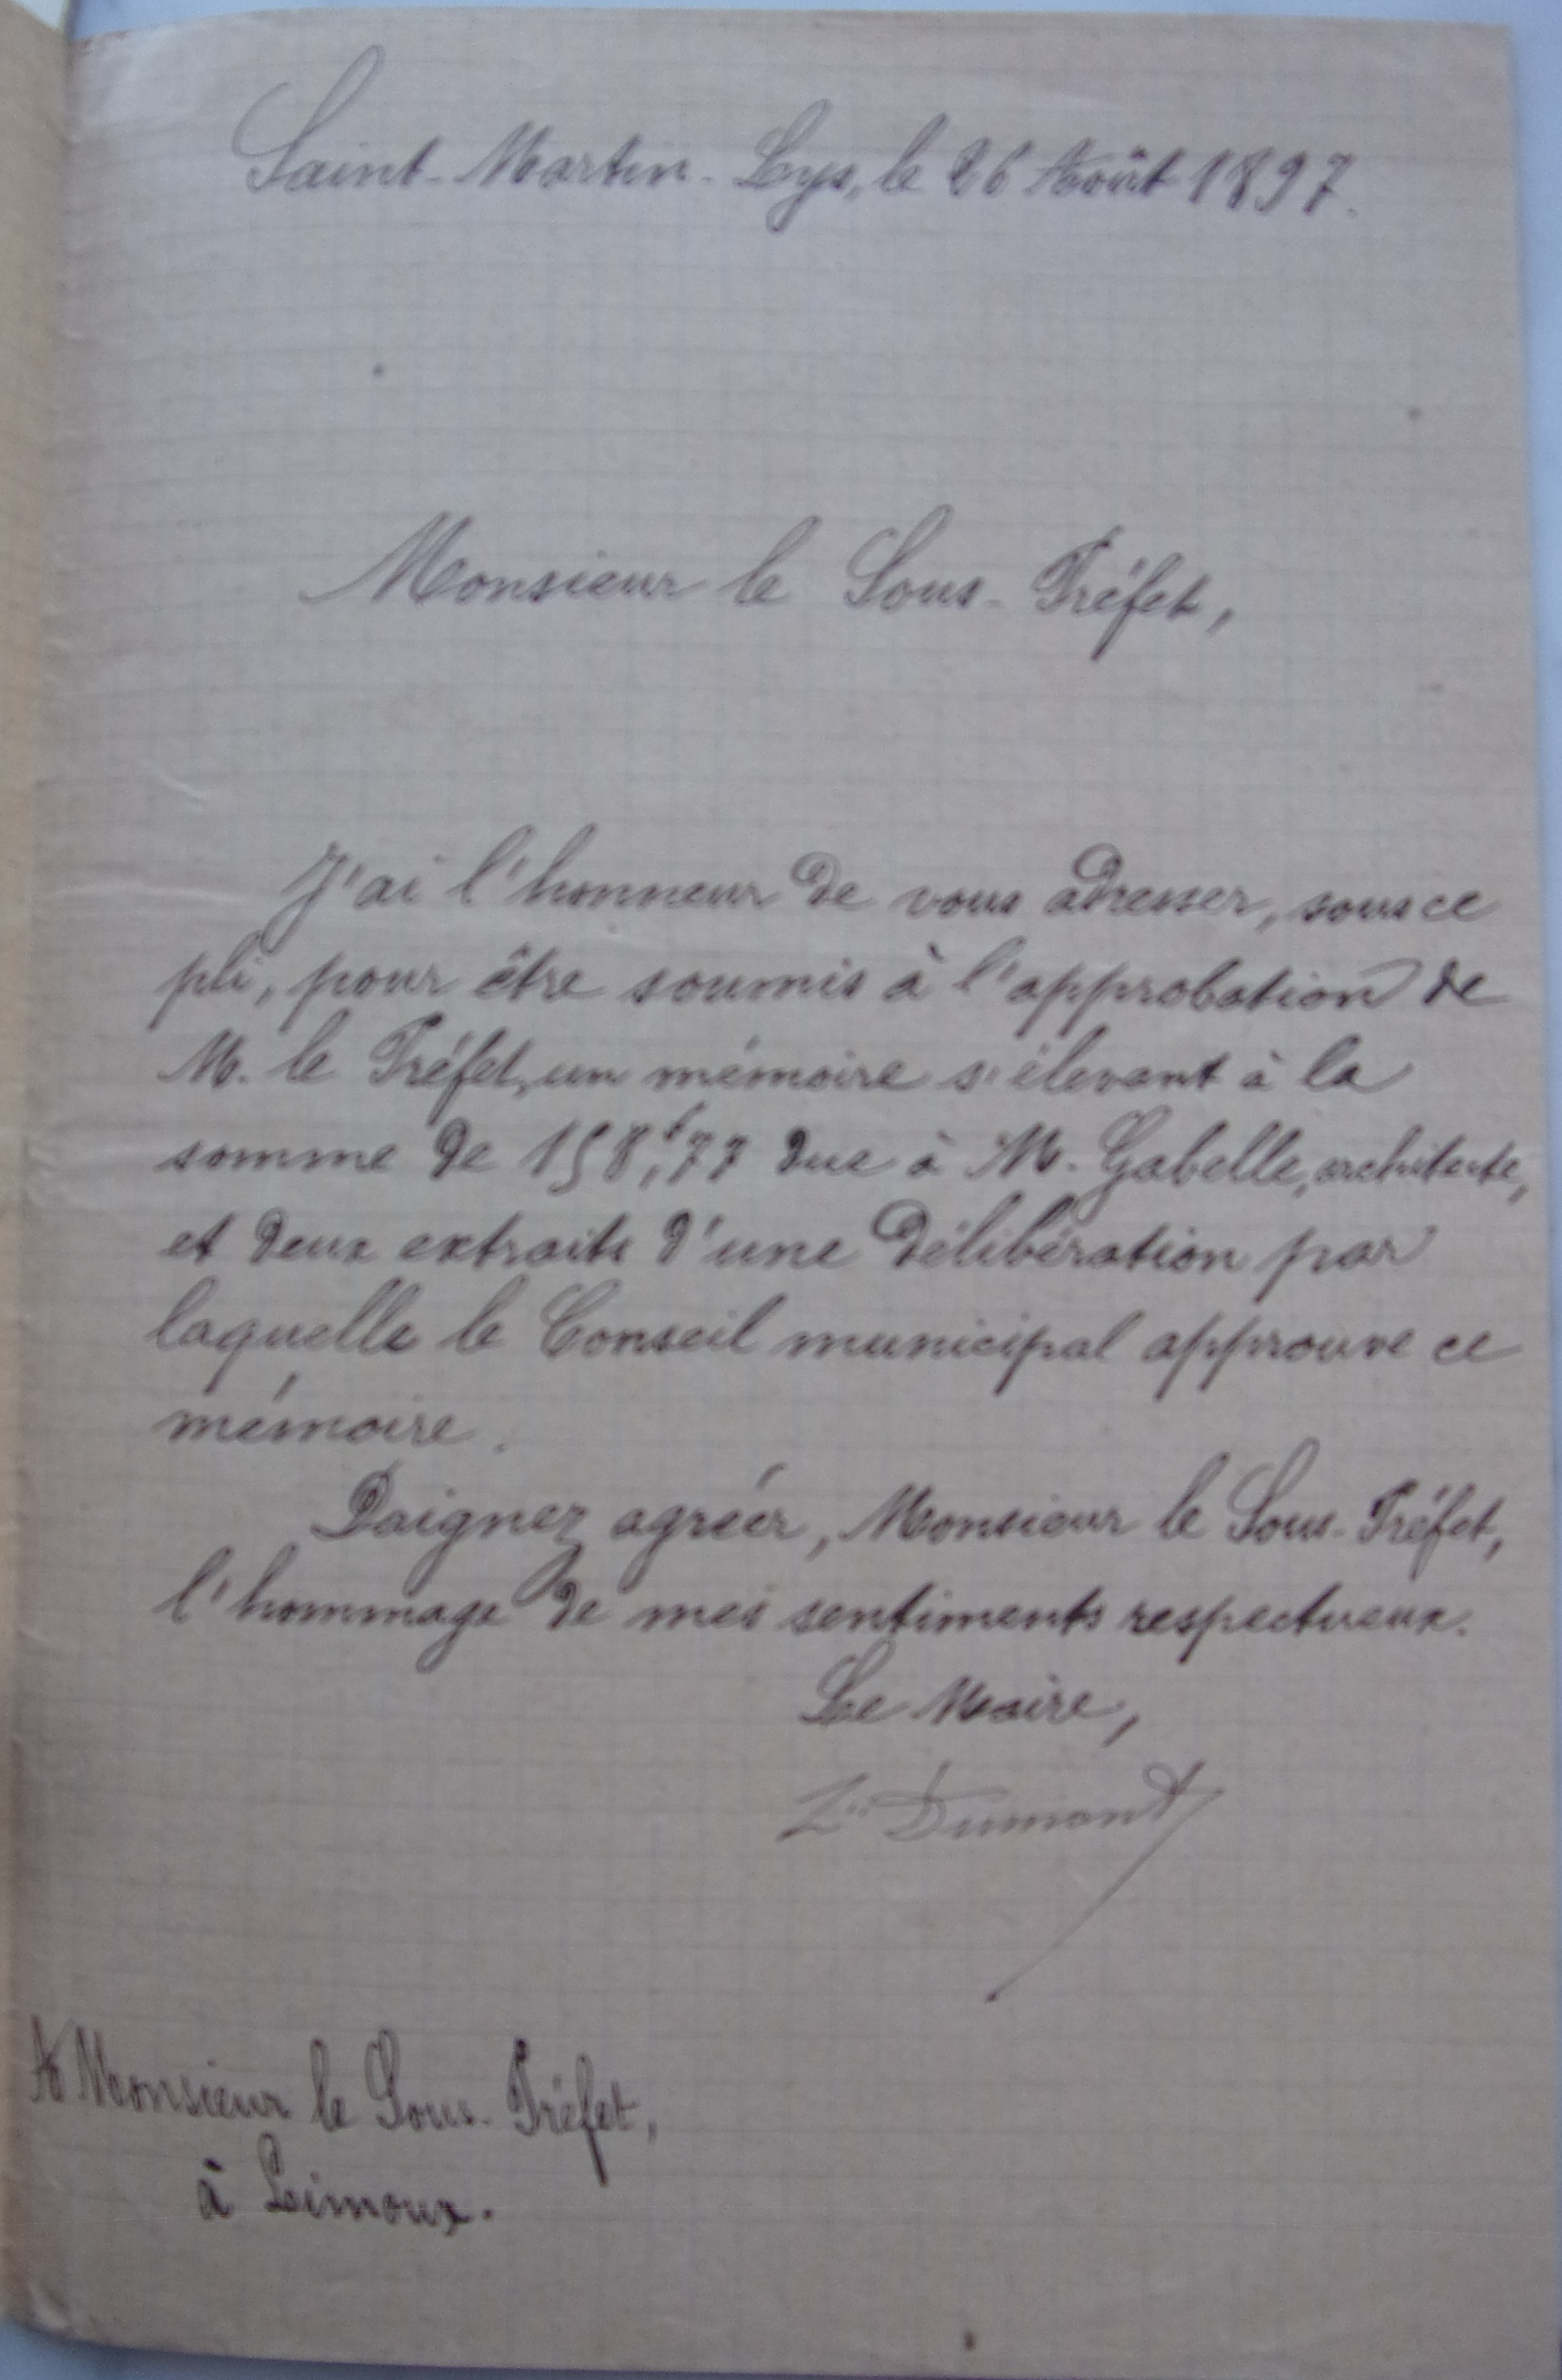 Saint-Martin-Lys, le 26 Août 1897.
Monsieur le Sous-Préfet,
J'ai l'honneur de vous adresser, sous ce
pli, pour être soumis à l'approbation de
M. le Préfet, un mémoire s'élevant à la
somme de 158,f77 due à M. Gabelle, architecte,
et deux extraits d'une délibération par
laquelle le Conseil municipal approuve ce
mémoire.
Daignez agréer, Monsieur le Sous-Préfet,
l'hommage de mes sentiments respectueux.
Le Maire,
Dumont
A Monsieur le Sous-Préfet,
à Limoux.